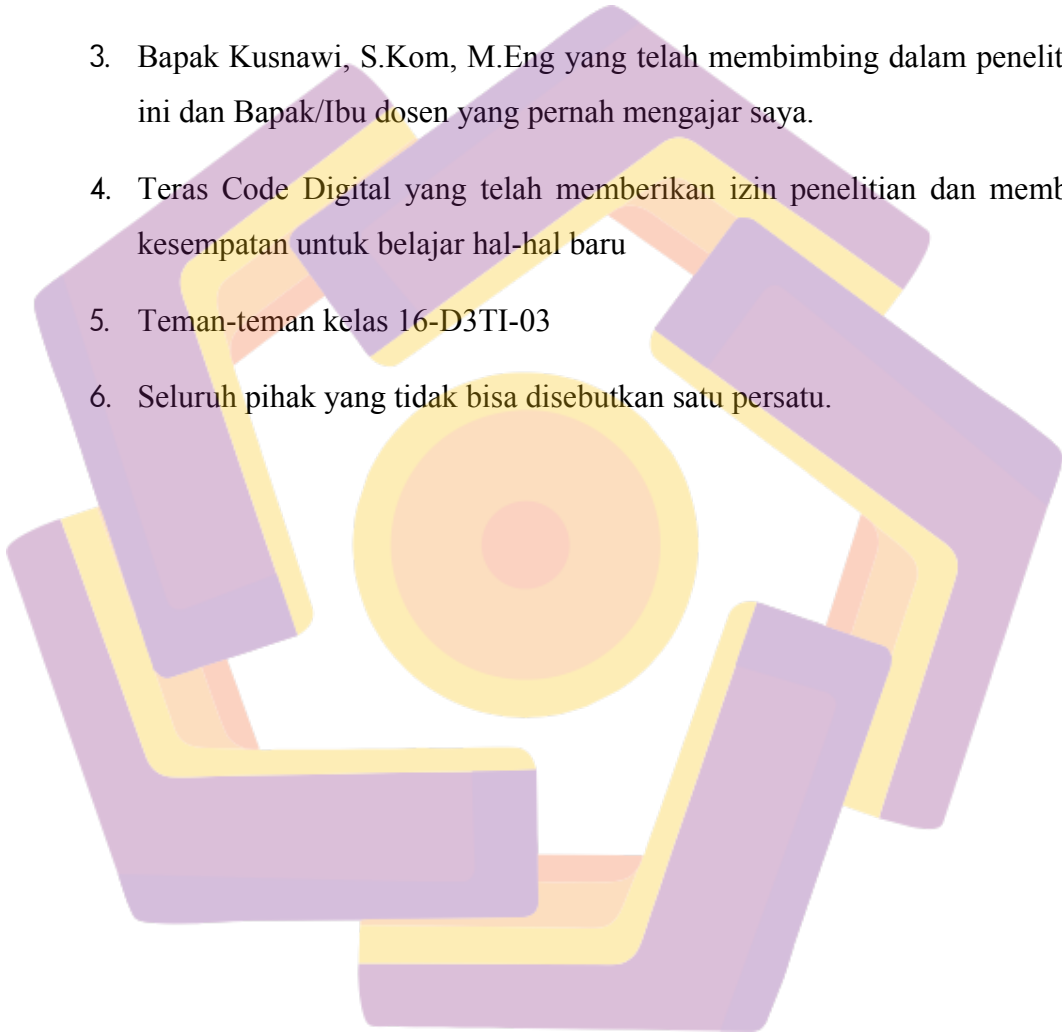 3. Bapak Kusnawi, S.Kom, M.Eng yang telah membimbing dalam penelit
ini dan Bapak/Ibu dosen yang pernah mengajar saya.
4. Teras Code Digital yang telah memberikan izin penelitian dan memb
kesempatan untuk belajar hal-hal baru
5. Teman-teman kelas 16-D3TI-03
6. Seluruh pihak yang tidak bisa disebutkan satu persatu.